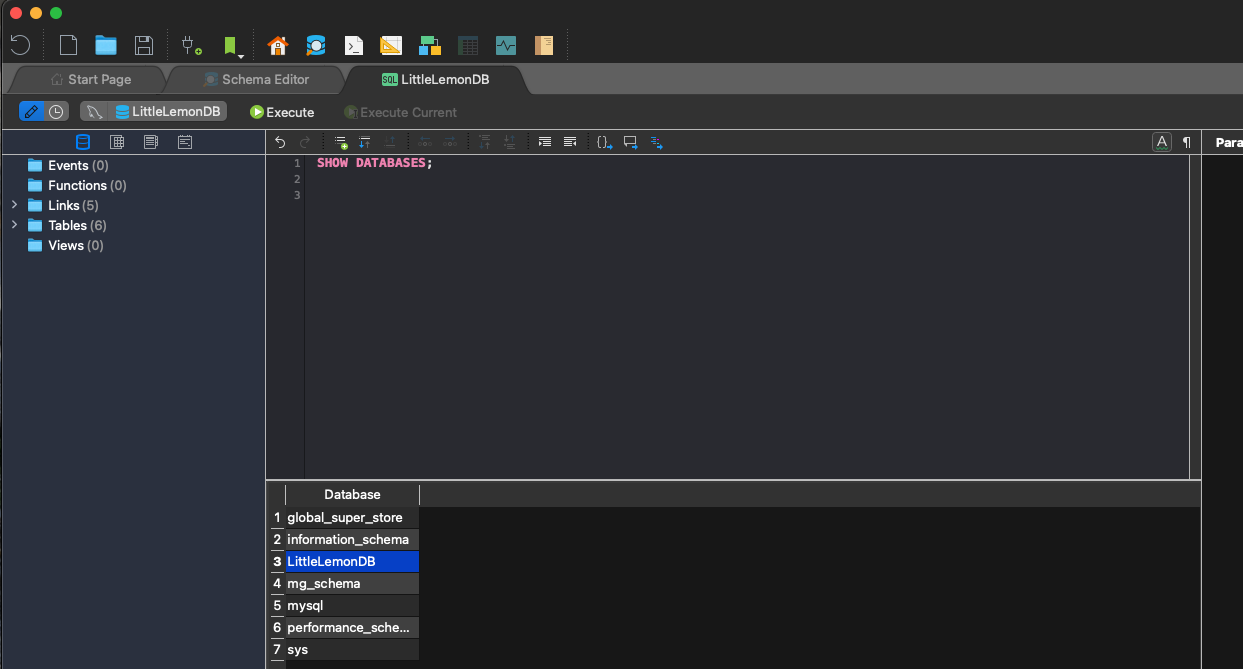 Start Page
Schema Editor
SQL LittleLemonDB
LittleLemonDB
Execute
Execute Current
A ¶ Para
Events (0)
Functions (0)
Links (5)
Tables (6)
Views (0)
1 SHOW DATABASES;
2
3
Database
1 global_super_store
2 information_schema
3 LittleLemonDB
4 mg_schema
5 mysql
6 performance_sche...
7 sys